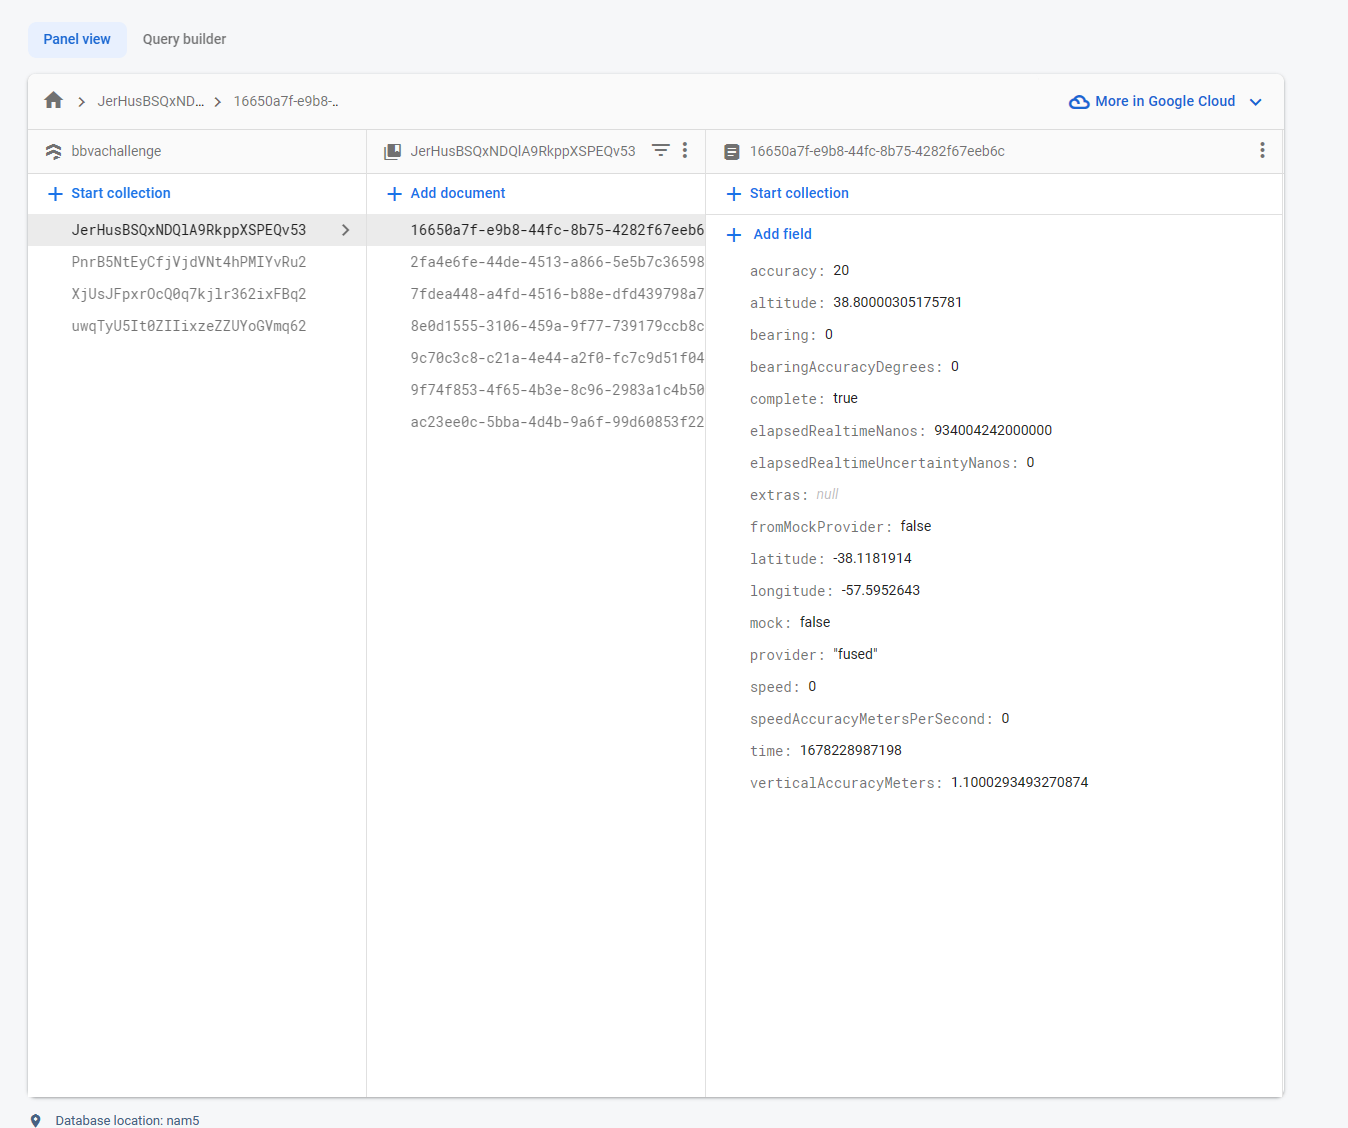 Panel view
Query builder
JerHusBSQxND...
16650a7f-e9b8-..
More in Google Cloud
bbvachallenge
JerHusBSQxNDQlA9RkppXSPEQv53
16650a7f-e9b8-44fc-8b75-4282f67eeb6c
Start collection
Add document
Start collection
JerHusBSQxNDQlA9RkppXSPEQv53
PnrB5NtEyCfjVjdVNt4hPMIYvRu2
XjUsJFpxrOcQ0q7kjlr362ixFBq2
uwqTyU5It0ZIIixzeZZUYoGVmq62
16650a7f-e9b8-44fc-8b75-4282f67eeb6
2fa4e6fe-44de-4513-a866-5e5b7c36598
7fdea448-a4fd-4516-b88e-dfd439798a7
8e0d1555-3106-459a-9f77-739179ccb8c
9c70c3c8-c21a-4e44-a2f0-fc7c9d51f04
9f74f853-4f65-4b3e-8c96-2983a1c4b50
ac23ee0c-5bba-4d4b-9a6f-99d60853f22
Add field
accuracy: 20
altitude: 38.80000305175781
bearing: 0
bearingAccuracyDegrees: 0
complete: true
elapsedRealtimeNanos: 934004242000000
elapsedRealtimeUncertaintyNanos: 0
extras: null
fromMockProvider: false
latitude: -38.1181914
longitude: -57.5952643
mock: false
provider: "fused"
speed: 0
speedAccuracyMetersPerSecond: 0
time: 1678228987198
verticalAccuracyMeters: 1.1000293493270874
Database location: nam5